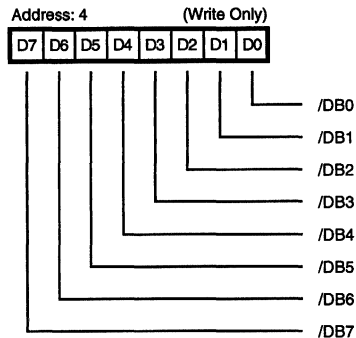 Address: 4 (Write Only)
D7 D6 D5 D4 D3 D2 D1 D0
/DB0
/DB1
/DB2
/DB3
/DB4
/DB5
/DB6
/DB7